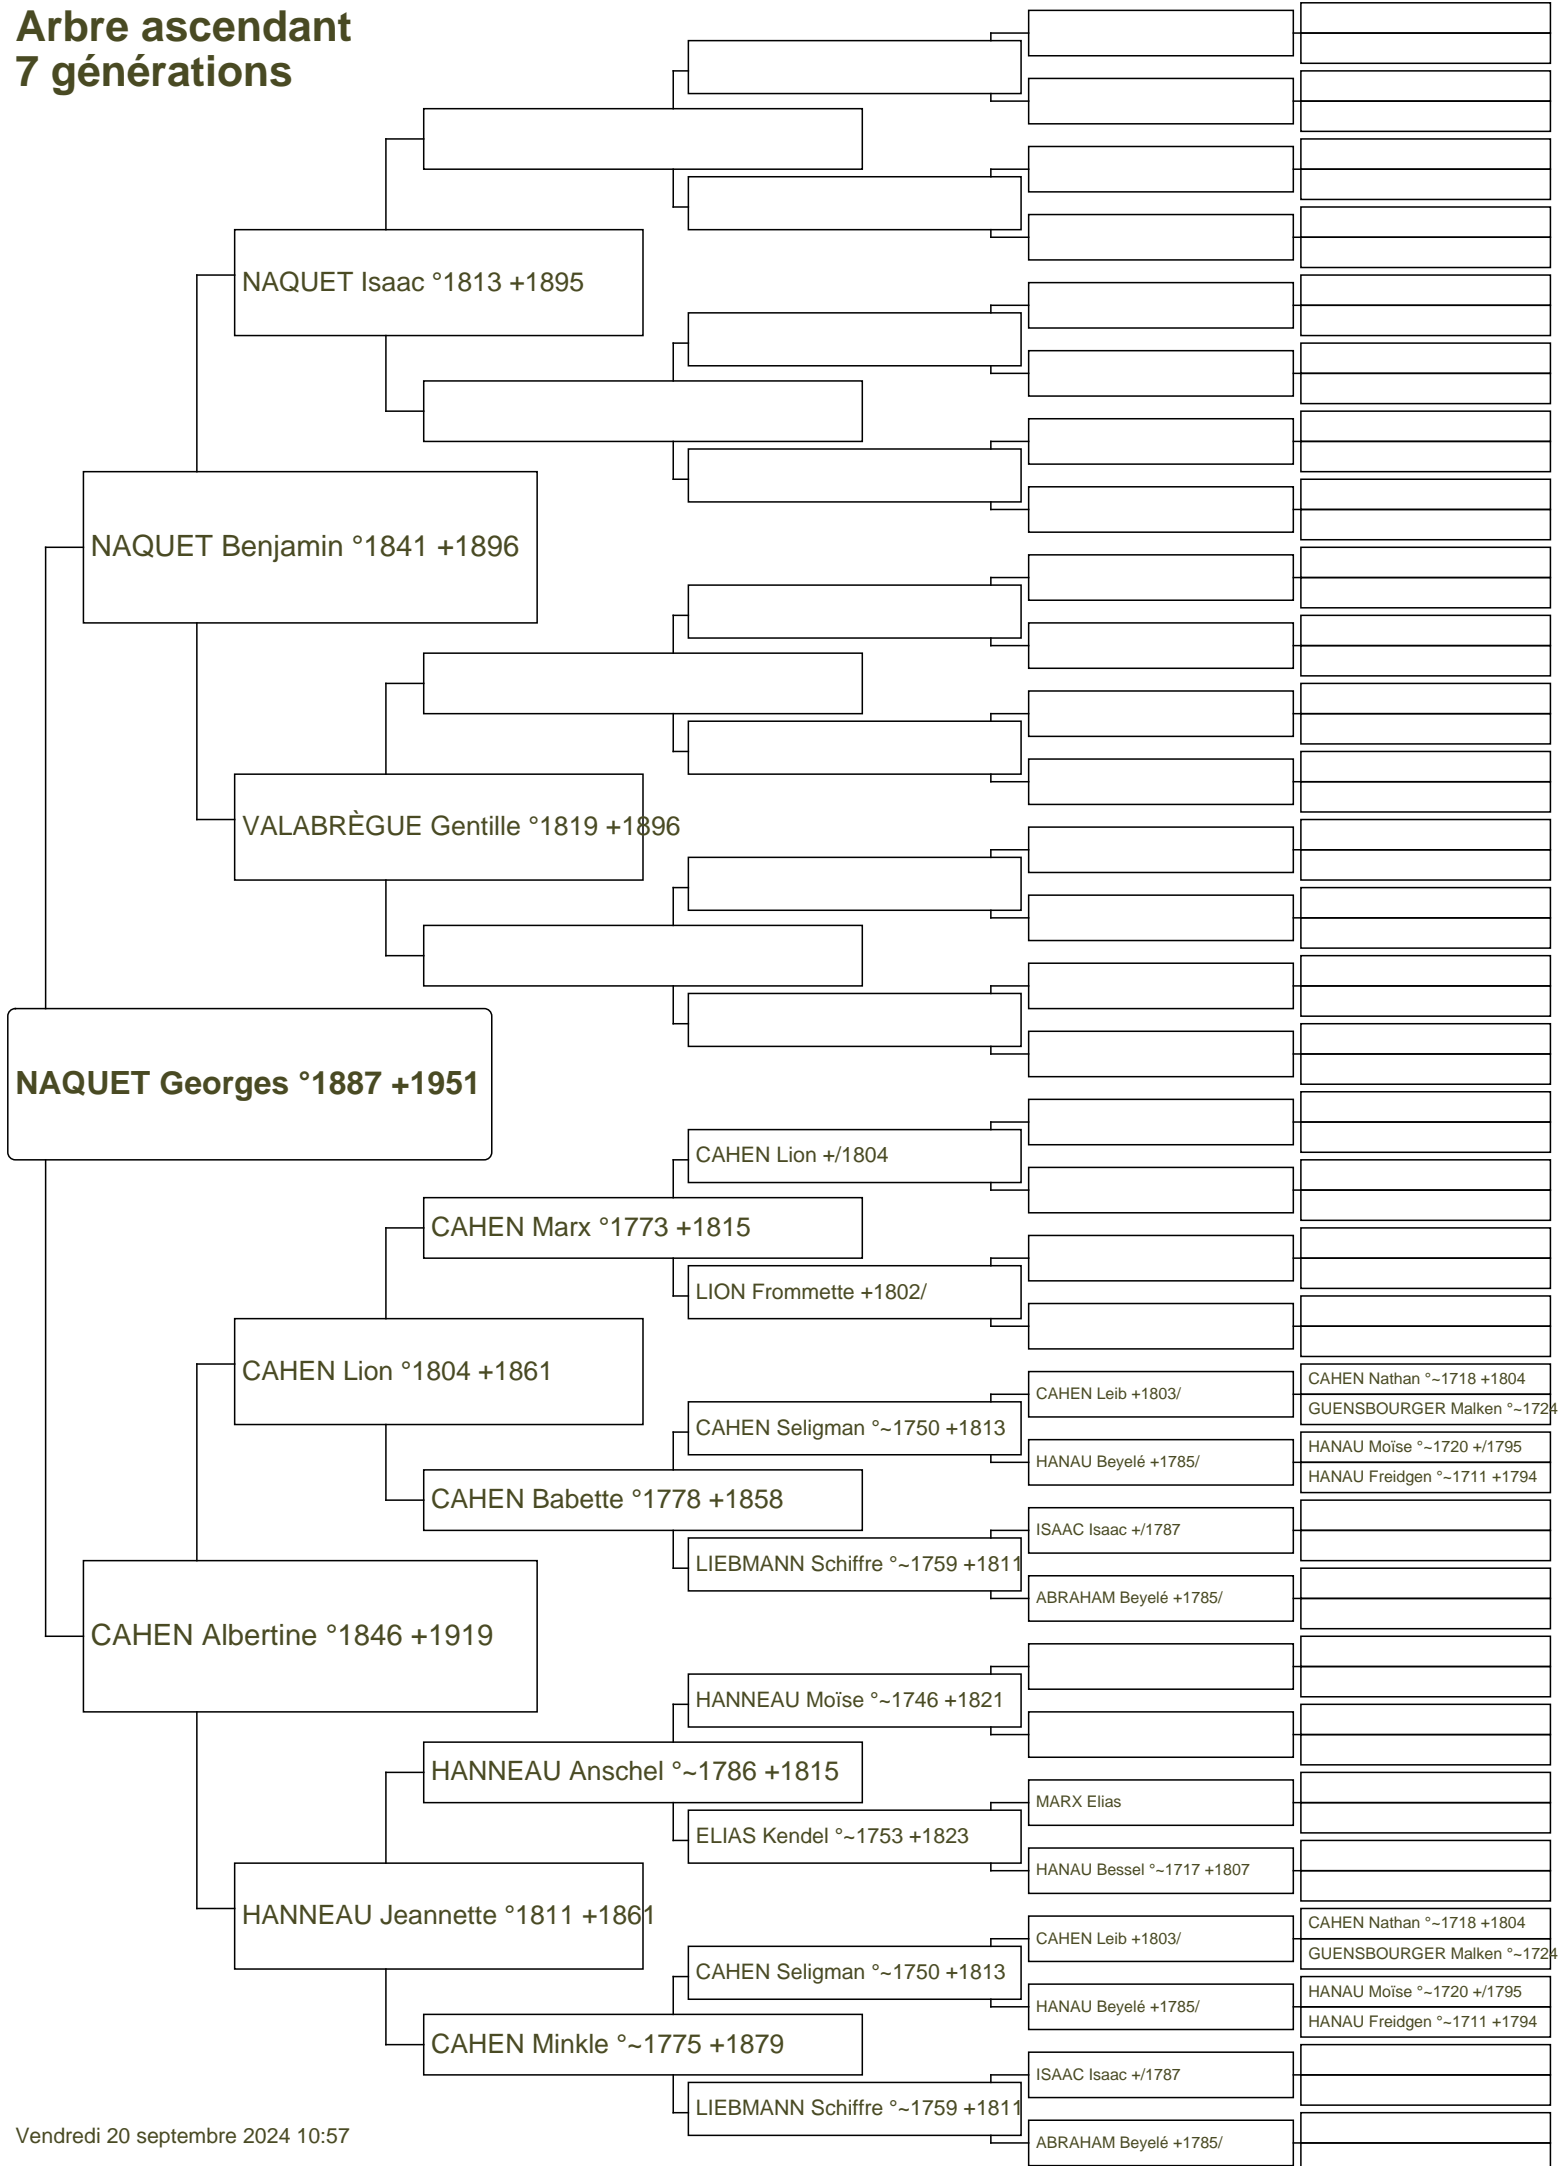 Arbre ascendant
7 générations
NAQUET Isaac °1813 +1895
NAQUET Benjamin °1841 +1896
VALABRÈGUE Gentille °1819 +1896
NAQUET Georges °1887 +1951
CAHEN Lion +/1804
CAHEN Marx °1773 +1815
LION Frommette +1802/
CAHEN Lion °1804 +1861
CAHEN Nathan °~1718 +1804
CAHEN Leib +1803/
GUENSBOURGER Malken °~1724
CAHEN Seligman °~1750 +1813
HANAU Moïse °~1720 +/1795
HANAU Beyelé +1785/
HANAU Freidgen °~1711 +1794
CAHEN Babette °1778 +1858
ISAAC Isaac +/1787
LIEBMANN Schiffre °~1759 +1811
ABRAHAM Beyelé +1785/
CAHEN Albertine °1846 +1919
HANNEAU Moïse °~1746 +1821
HANNEAU Anschel °~1786 +1815
MARX Elias
ELIAS Kendel °~1753 +1823
HANAU Bessel °~1717 +1807
HANNEAU Jeannette °1811 +1861
CAHEN Nathan °~1718 +1804
CAHEN Leib +1803/
GUENSBOURGER Malken °~1724
CAHEN Seligman °~1750 +1813
HANAU Moïse °~1720 +/1795
HANAU Beyelé +1785/
HANAU Freidgen °~1711 +1794
CAHEN Minkle °~1775 +1879
ISAAC Isaac +/1787
LIEBMANN Schiffre °~1759 +1811
ABRAHAM Beyelé +1785/
Vendredi 20 septembre 2024 10:57